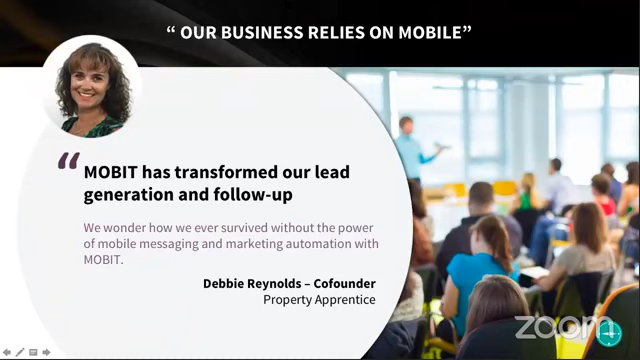 “ OUR BUSINESS RELIES ON MOBILE”
“
MOBIT has transformed our lead
generation and follow-up
We wonder how we ever survived without the power
of mobile messaging and marketing automation with
MOBIT.
Debbie Reynolds – Cofounder
Property Apprentice
zoom